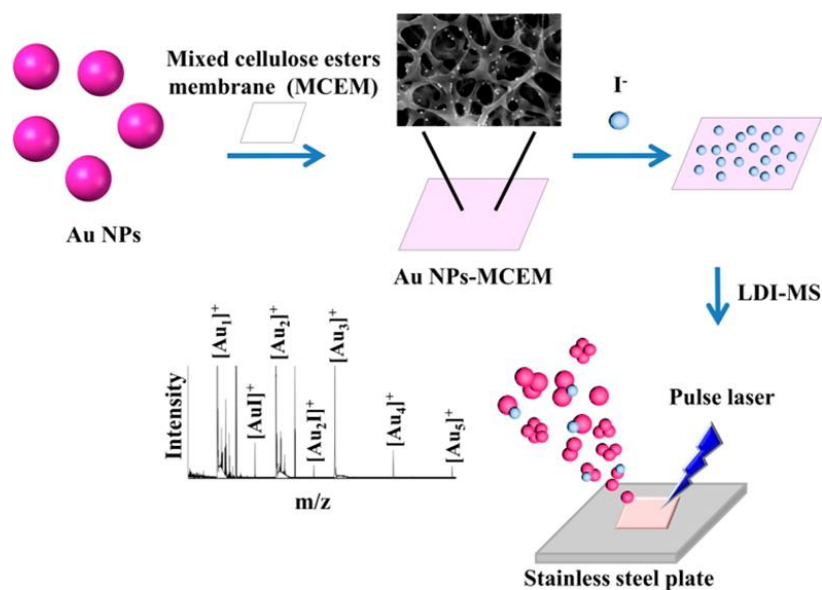 Mixed cellulose esters
membrane (MCEM)
I⁻
Au NPs
Au NPs-MCEM
LDI-MS
[Au₁]⁺
[AuI]⁺
[Au₂]⁺
[Au₂I]⁺
[Au₃]⁺
[Au₄]⁺
[Au₅]⁺
Intensity
m/z
Pulse laser
Stainless steel plate